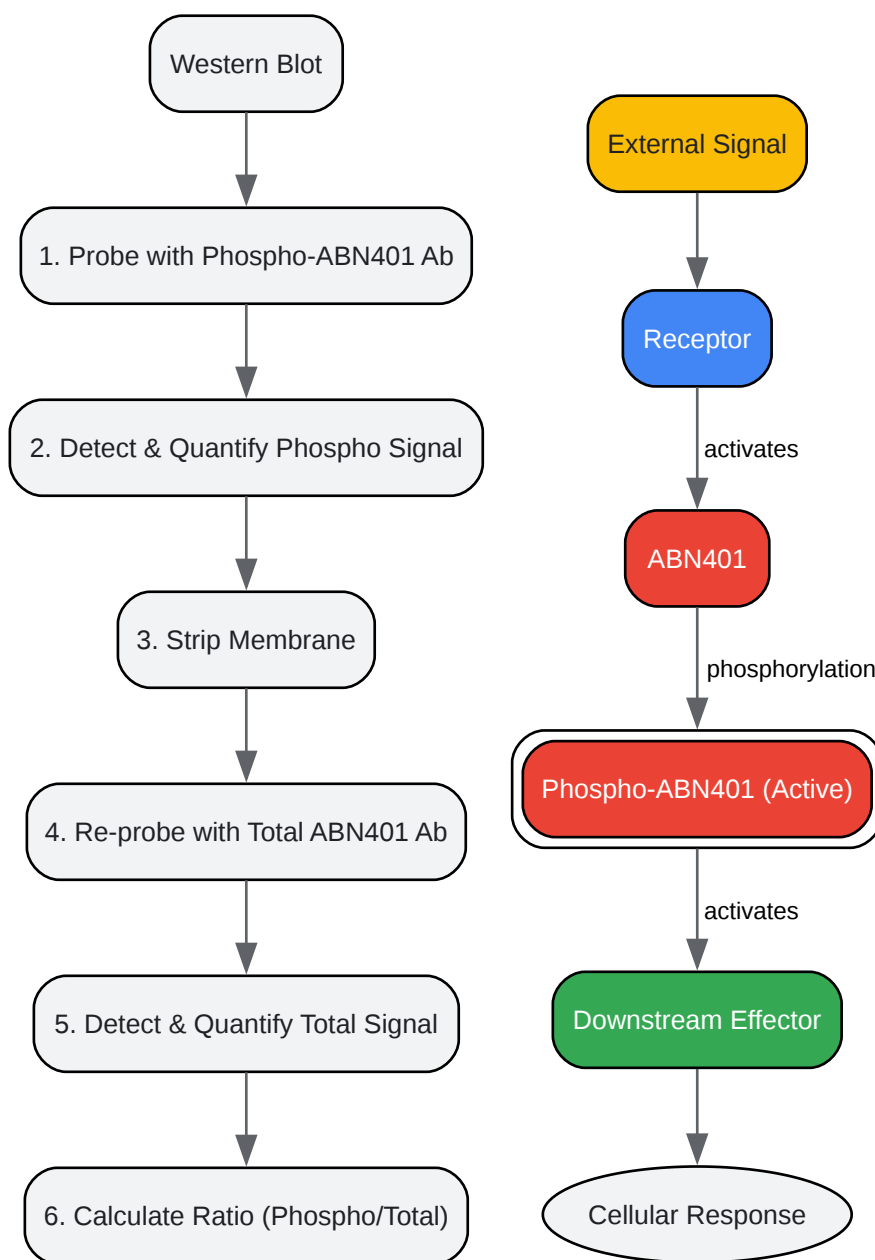 Western Blot
1. Probe with Phospho-ABN401 Ab
2. Detect & Quantify Phospho Signal
3. Strip Membrane
4. Re-probe with Total ABN401 Ab
5. Detect & Quantify Total Signal
6. Calculate Ratio (Phospho/Total)
External Signal
Receptor
activates
ABN401
phosphorylation
Phospho-ABN401 (Active)
activates
Downstream Effector
Cellular Response